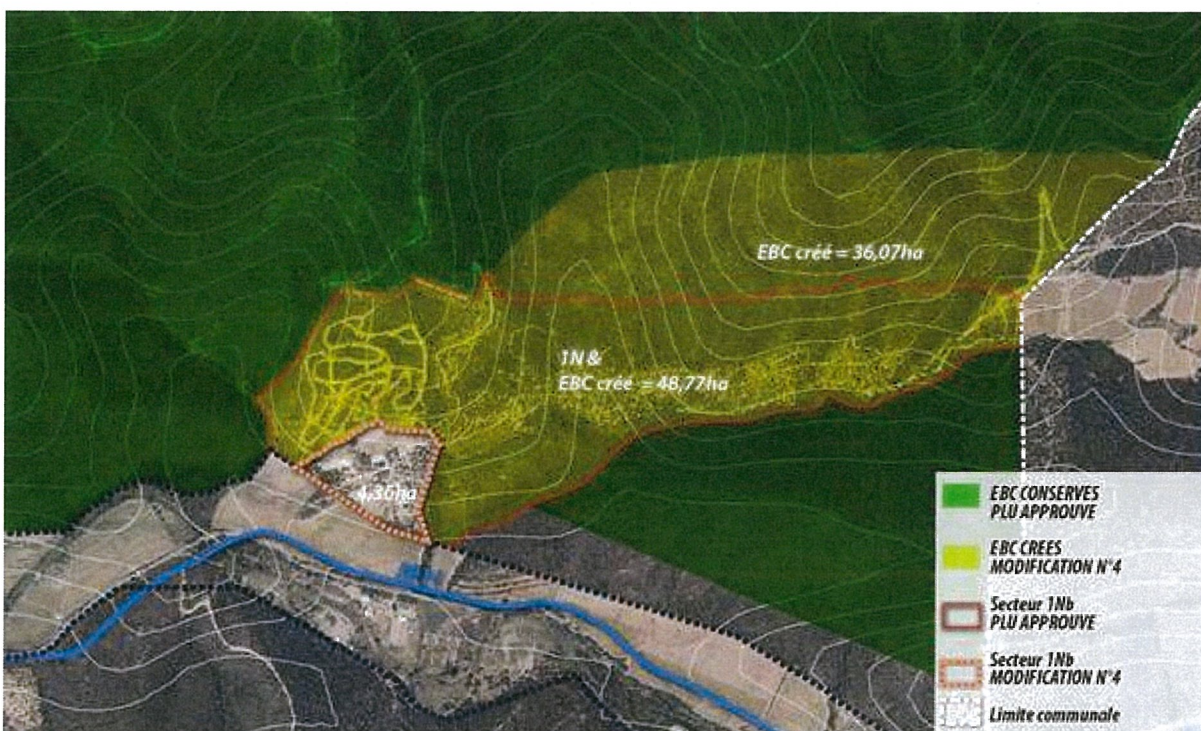 EBC créé = 36,07ha
1N &
EBC créé = 48,77ha
4,36ha
EBC CONSERVES
PLU APPROUVE
EBC CREES
MODIFICATION N°4
Secteur 1Nb
PLU APPROUVE
Secteur 1Nb
MODIFICATION N°4
Limite communale